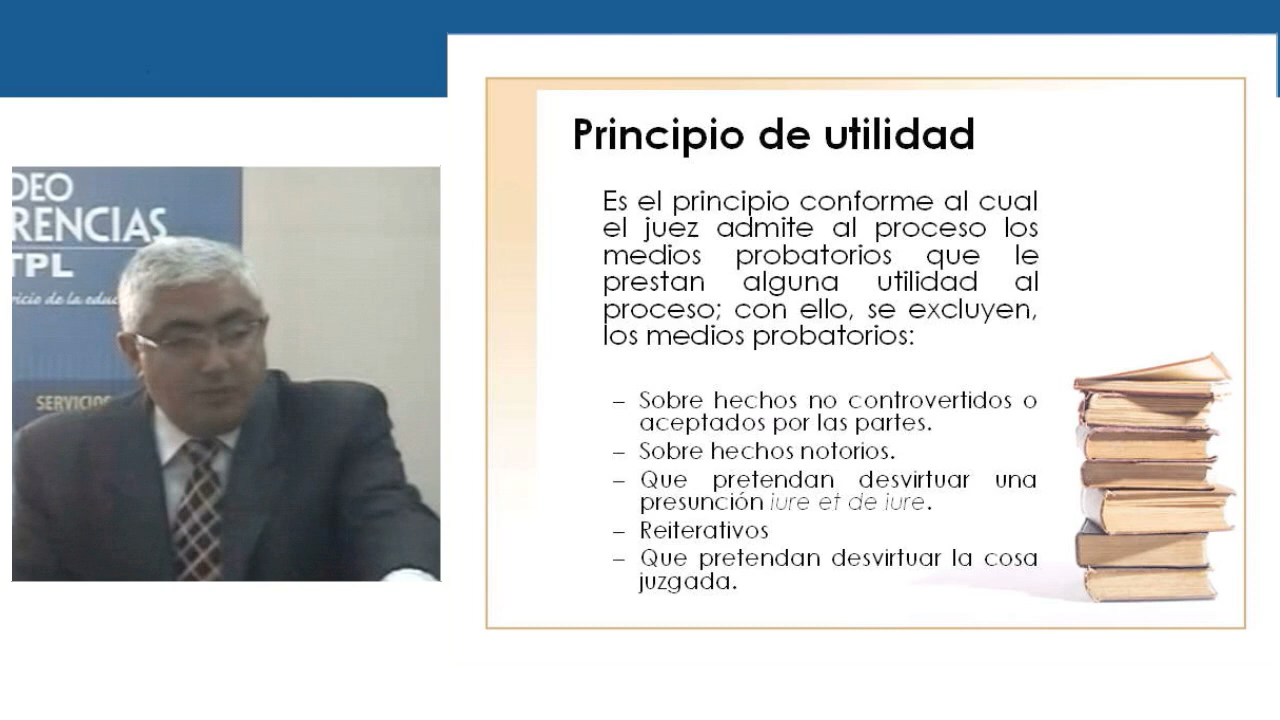 DEO
RENCIAS
TPL
SERVICIOS
Principio de utilidad
Es el principio conforme al cual
el juez admite al proceso los
medios probatorios que le
prestan alguna utilidad al
proceso; con ello, se excluyen,
los medios probatorios:
– Sobre hechos no controvertidos o
aceptados por las partes.
– Sobre hechos notorios.
– Que pretendan desvirtuar una
presunción iure et de iure.
– Reiterativos
– Que pretendan desvirtuar la cosa
juzgada.